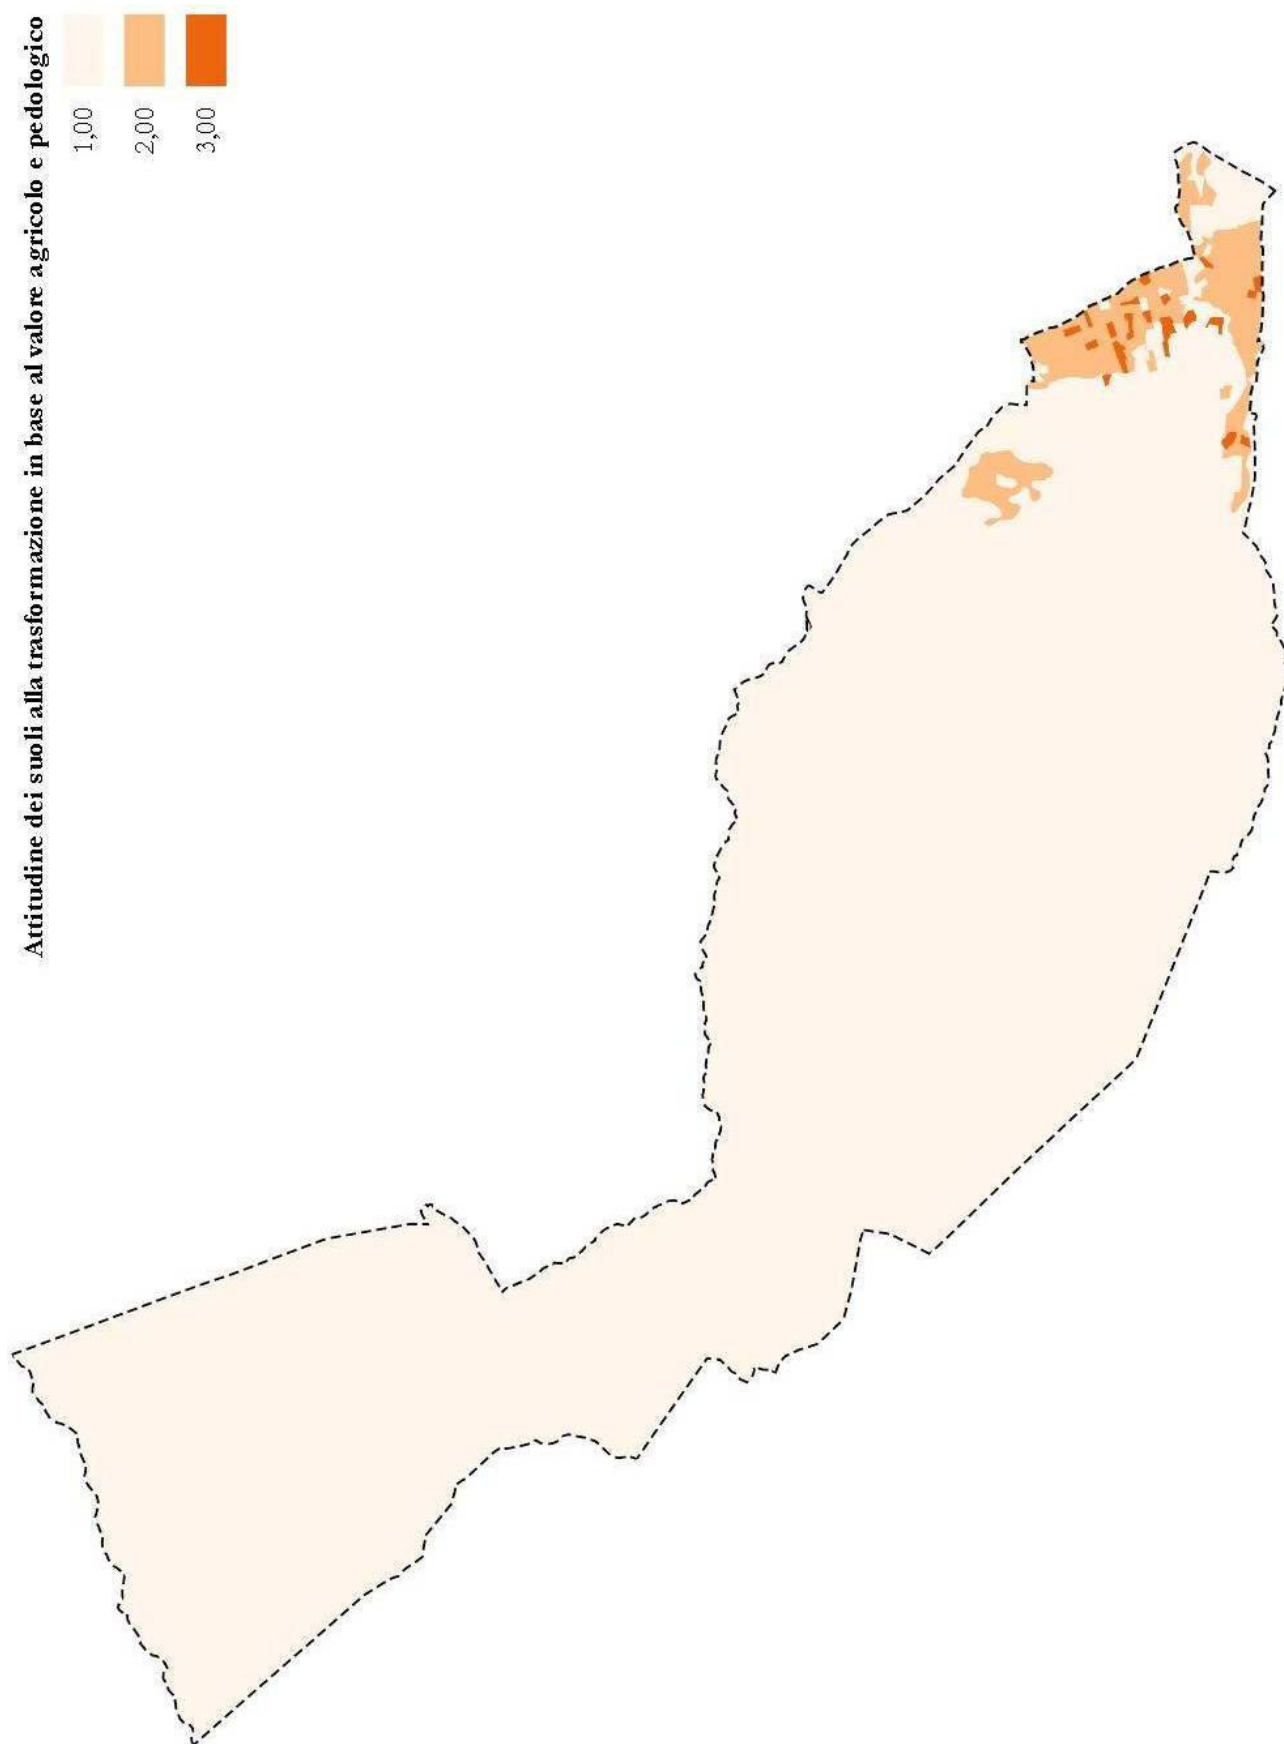 Attitudine dei suoli alla trasformazione in base al valore agricolo e pedologico
1,00
2,00
3,00